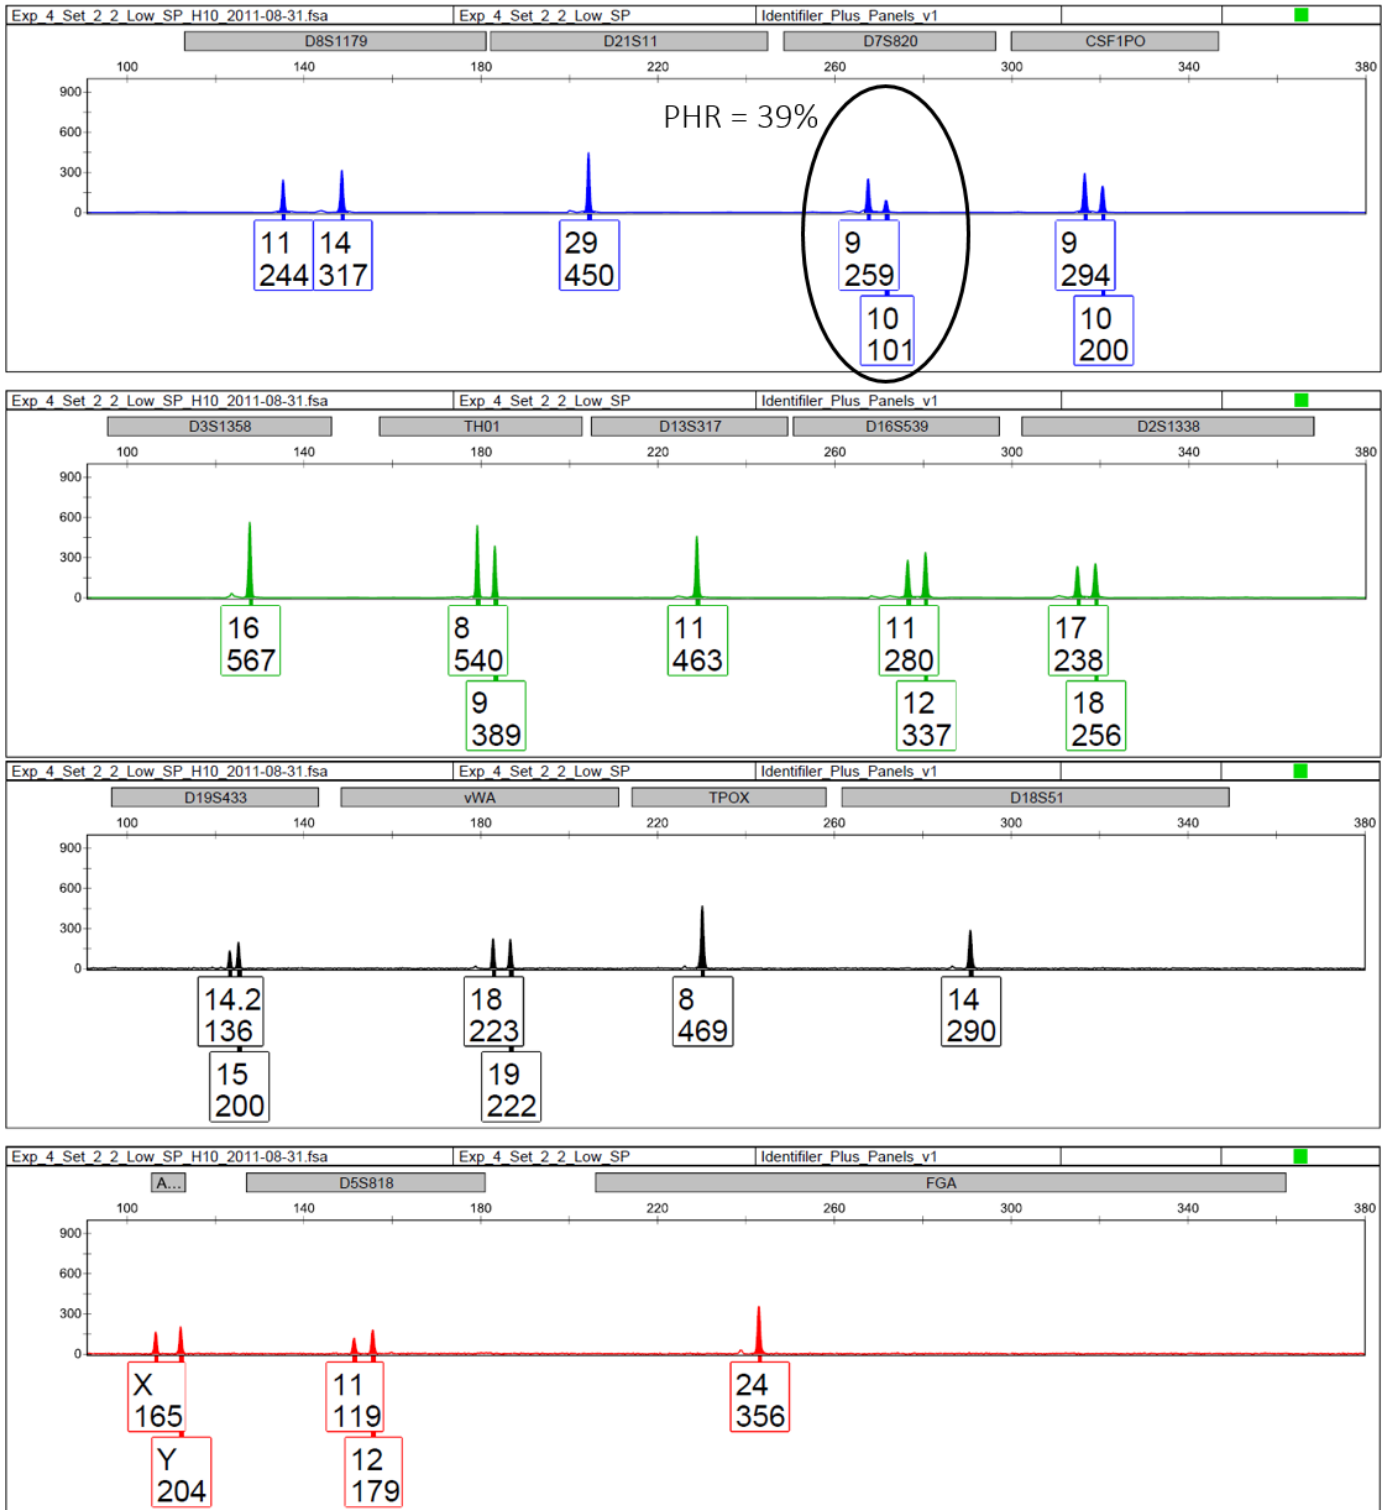 Exp_4_Set_2_2_Low_SP_H10_2011-08-31.fsa Exp_4_Set_2_2_Low_SP Identifiler_Plus_Panels_v1
D8S1179 D21S11 D7S820 CSF1PO
100 140 180 220 260 300 340 380
900
PHR = 39%
600
300
0
11 14 29 9 9
244 317 450 259 294
10 10
101 200
Exp_4_Set_2_2_Low_SP_H10_2011-08-31.fsa Exp_4_Set_2_2_Low_SP Identifiler_Plus_Panels_v1
D3S1358 TH01 D13S317 D16S539 D2S1338
100 140 180 220 260 300 340 380
900
600
300
0
16 8 11 11 17
567 540 463 280 238
9 12 18
389 337 256
Exp_4_Set_2_2_Low_SP_H10_2011-08-31.fsa Exp_4_Set_2_2_Low_SP Identifiler_Plus_Panels_v1
D19S433 vWA TPOX D18S51
100 140 180 220 260 300 340 380
900
600
300
0
14.2 18 8 14
136 223 469 290
15 19
200 222
Exp_4_Set_2_2_Low_SP_H10_2011-08-31.fsa Exp_4_Set_2_2_Low_SP Identifiler_Plus_Panels_v1
A... D5S818 FGA
100 140 180 220 260 300 340 380
900
600
300
0
X 11 24
165 119 356
Y 12
204 179